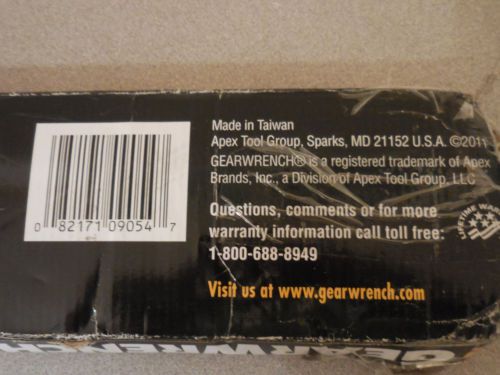 Made in Taiwan
Apex Tool Group, Sparks, MD 21152 U.S.A. ©2011
GEARWRENCH® is a registered trademark of Apex
Brands, Inc., a Division of Apex Tool Group, LLC
0 82171 09054 7
Questions, comments or for more
warranty information call toll free:
1-800-688-8949
LIFETIME
Visit us at www.gearwrench.com
GEARWRENCH